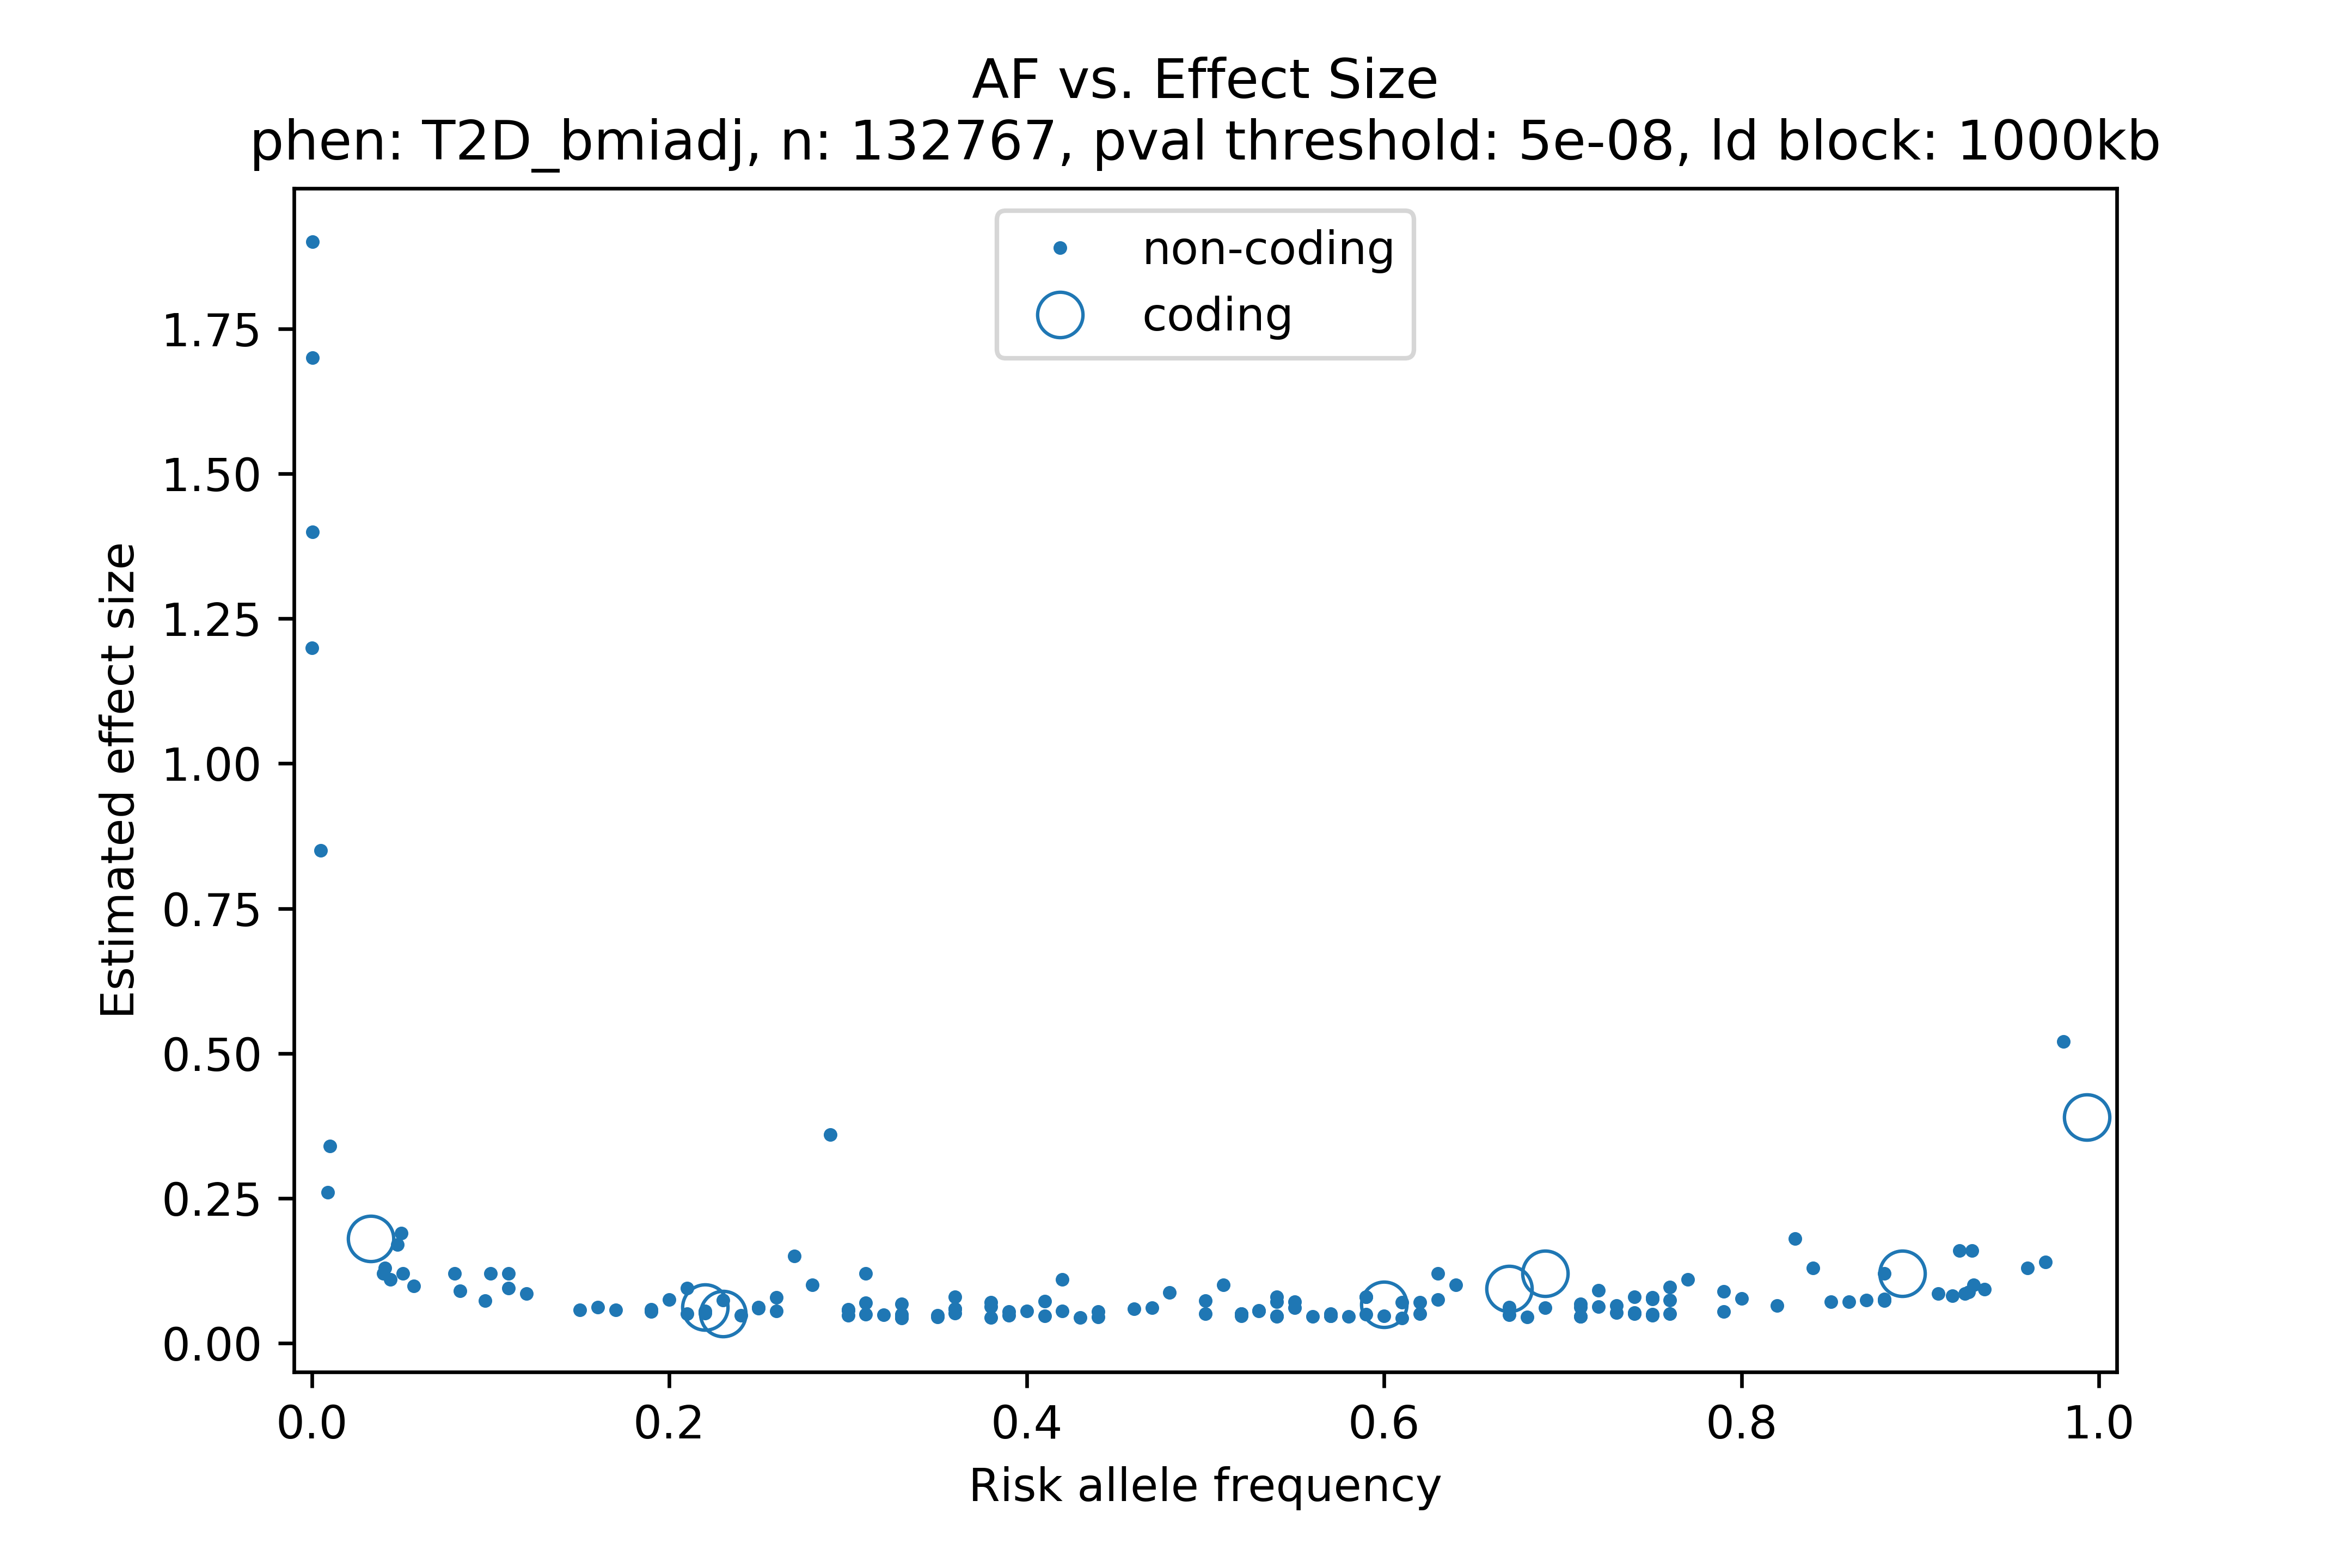 AF vs. Effect Size
phen: T2D_bmiadj, n: 132767, pval threshold: 5e-08, ld block: 1000kb
non-coding
coding
1.75
1.50
1.25
1.00
0.75
0.50
0.25
0.00
Estimated effect size
0.0 0.2 0.4 0.6 0.8 1.0
Risk allele frequency